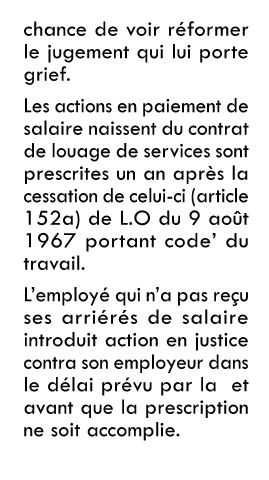 chance de voir réformer
le jugement qui lui porte
grief.
Les actions en paiement de
salaire naissent du contrat
de louage de services sont
prescrites un an après la
cessation de celui-ci (article
152a) de L.O du 9 août
1967 portant code’ du
travail.
L’employé qui n’a pas reçu
ses arriérés de salaire
introduit action en justice
contra son employeur dans
le délai prévu par la  et
avant que la prescription
ne soit accomplie.